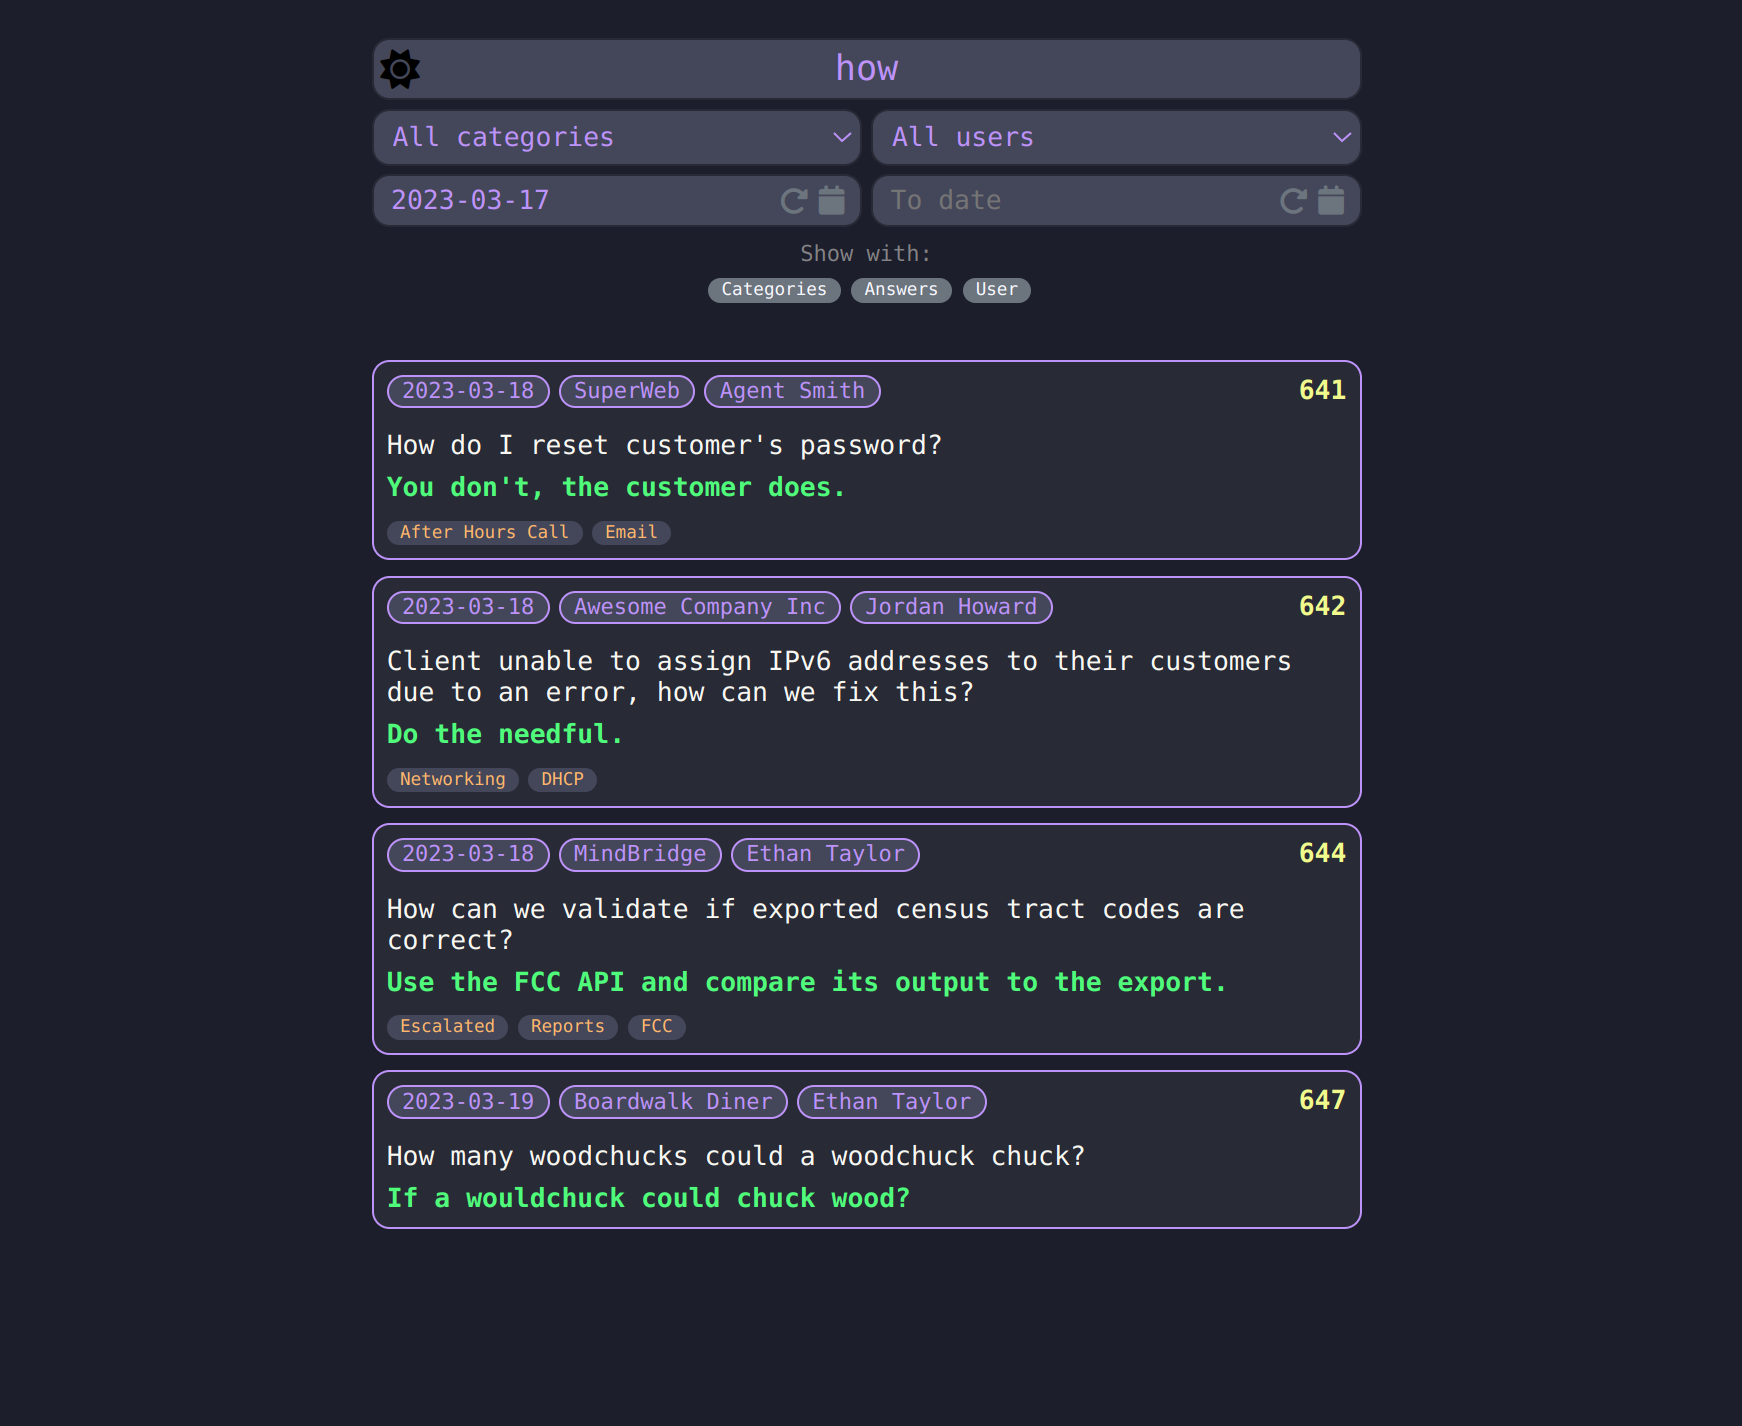 how
All categories
All users
2023-03-17
To date
Show with:
Categories Answers User
2023-03-18 SuperWeb Agent Smith 641
How do I reset customer's password?
You don't, the customer does.
After Hours Call Email
2023-03-18 Awesome Company Inc Jordan Howard 642
Client unable to assign IPv6 addresses to their customers
due to an error, how can we fix this?
Do the needful.
Networking DHCP
2023-03-18 MindBridge Ethan Taylor 644
How can we validate if exported census tract codes are
correct?
Use the FCC API and compare its output to the export.
Escalated Reports FCC
2023-03-19 Boardwalk Diner Ethan Taylor 647
How many woodchucks could a woodchuck chuck?
If a wouldchuck could chuck wood?